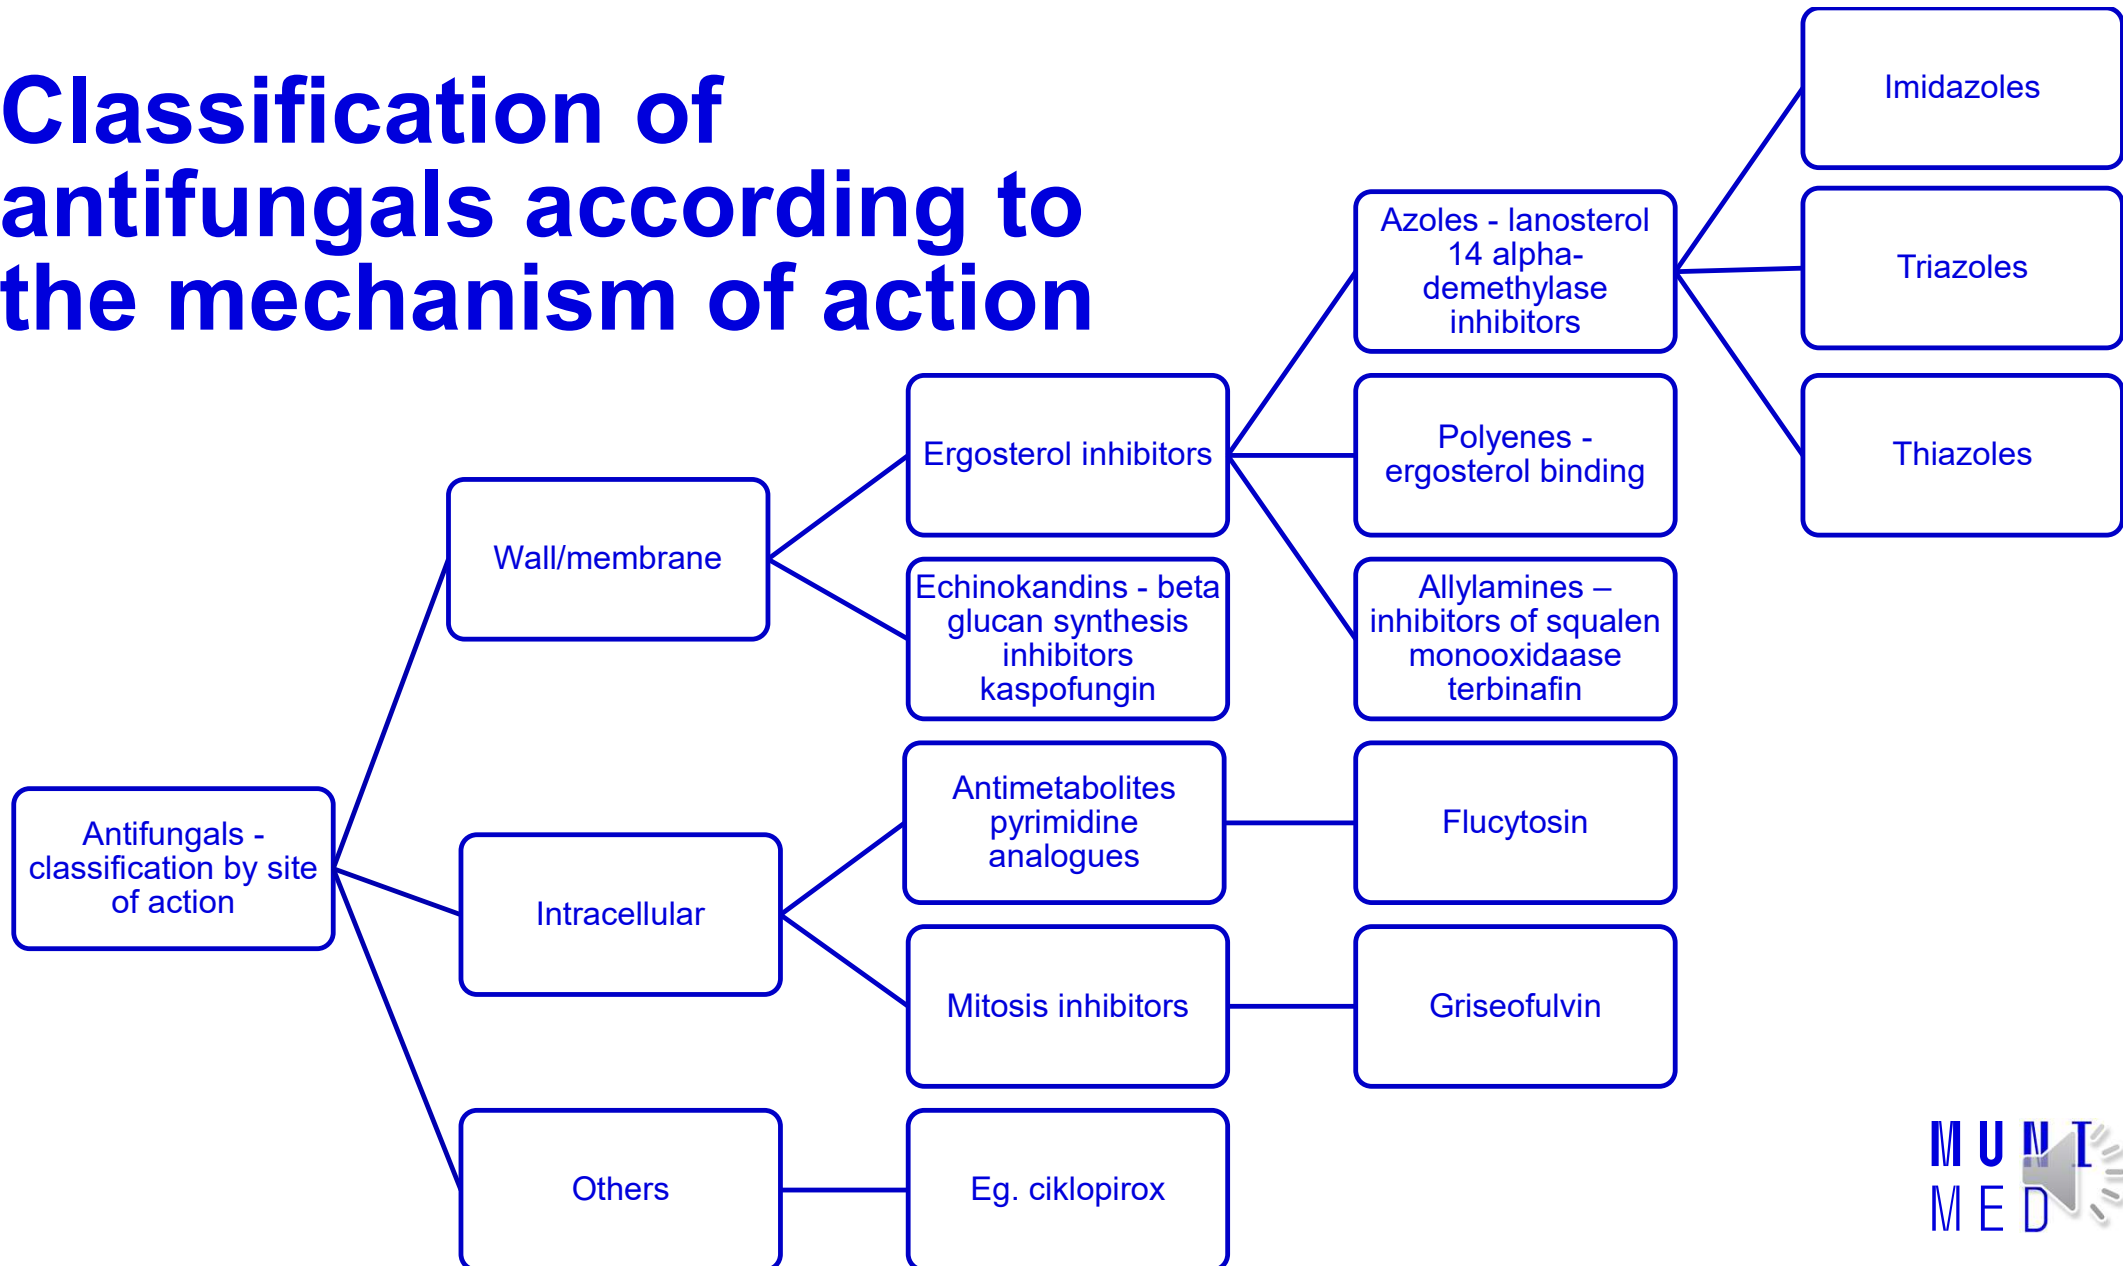 Classification of
antifungals according to
the mechanism of action
Antifungals -
classification by site
of action
Wall/membrane
Ergosterol inhibitors
Azoles - lanosterol
14 alpha-
demethylase
inhibitors
Imidazoles
Triazoles
Thiazoles
Polyenes -
ergosterol binding
Allylamines –
inhibitors of squalen
monooxidaase
terbinafin
Echinokandins - beta
glucan synthesis
inhibitors
kaspofungin
Intracellular
Antimetabolites
pyrimidine
analogues
Flucytosin
Mitosis inhibitors
Griseofulvin
Others
Eg. ciklopirox
MUNI
MED